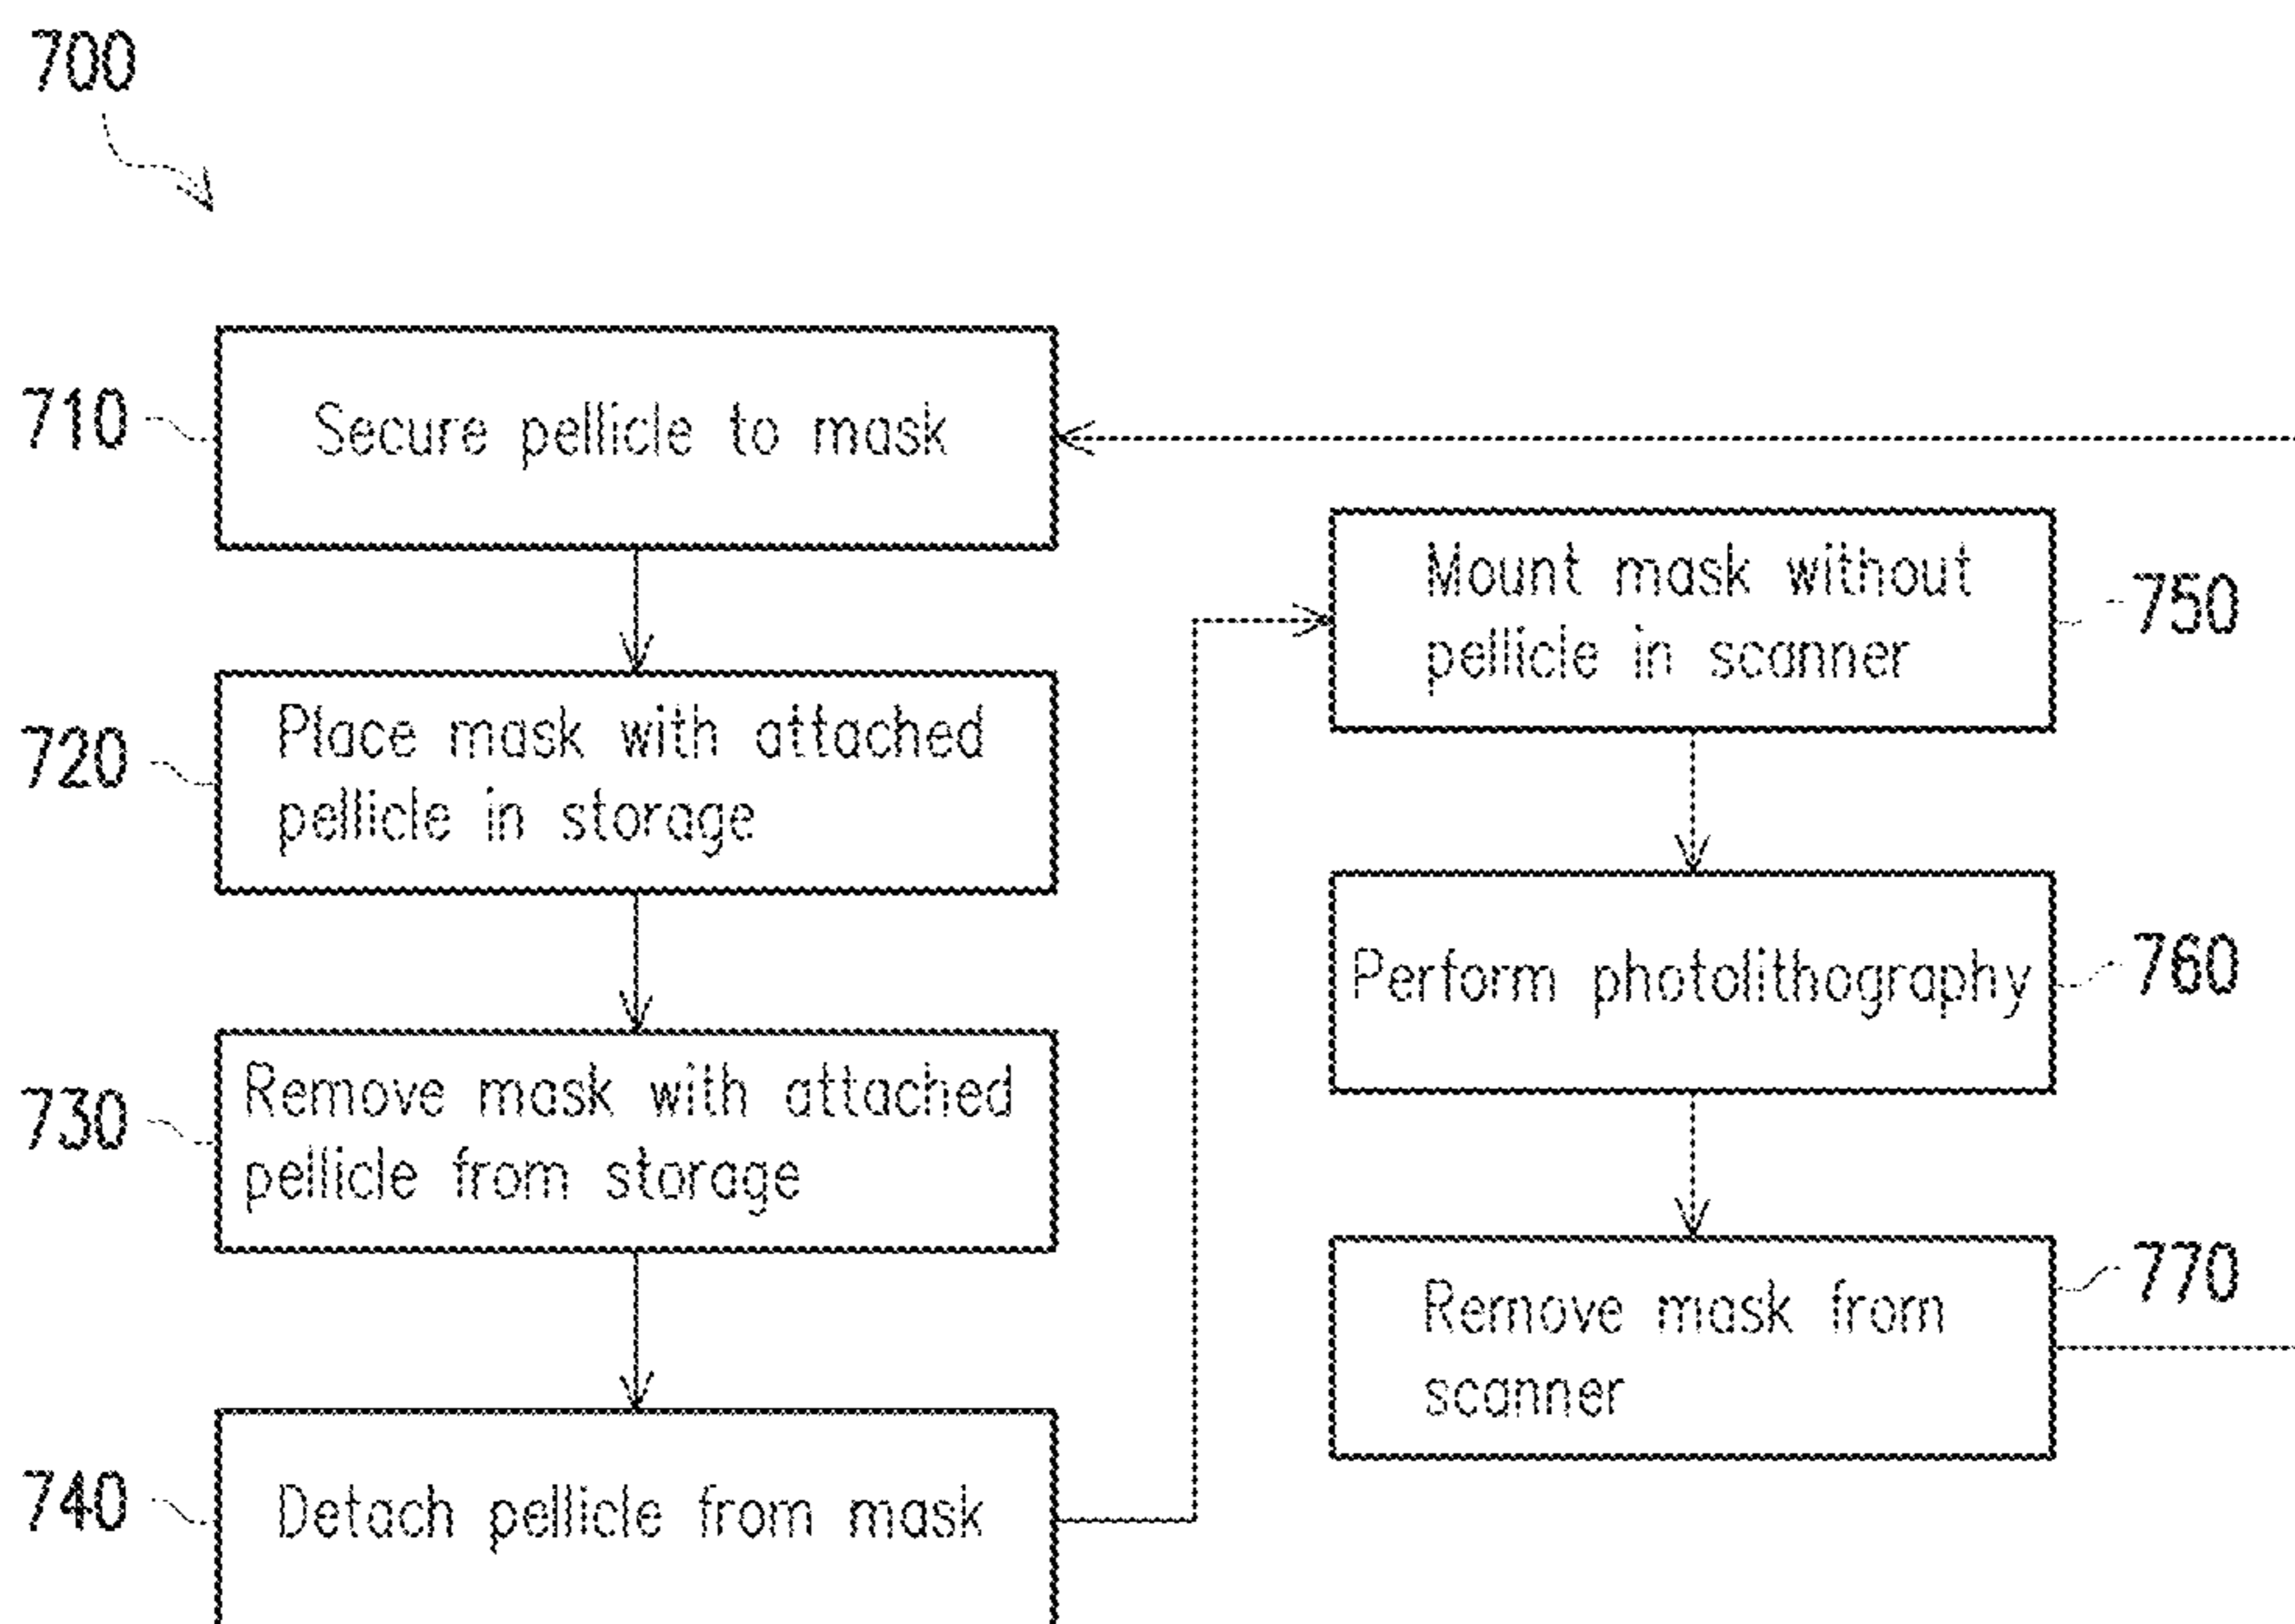 700
710
Secure pellicle to mask
720
Place mask with attached
pellicle in storage
730
Remove mask with attached
pellicle from storage
740
Detach pellicle from mask
Mount mask without
pellicle in scanner
750
Perform photolithography
760
Remove mask from
scanner
770